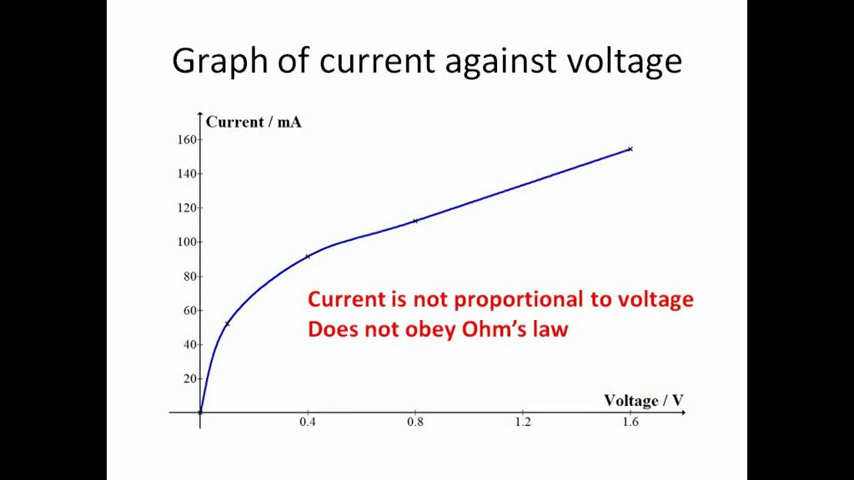 Graph of current against voltage
Current / mA
160
140
120
100
80
60
40
20
Current is not proportional to voltage
Does not obey Ohm's law
Voltage / V
0.4 0.8 1.2 1.6